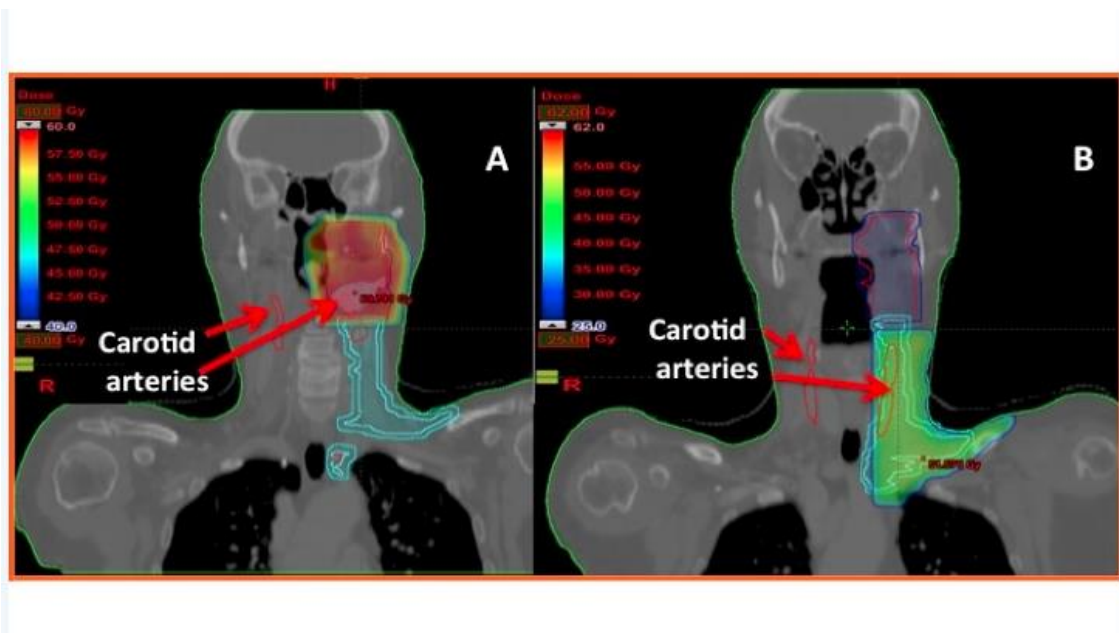 H
Dose
60.00 Gy
60.0
57.50 Gy
55.00 Gy
52.50 Gy
50.00 Gy
47.50 Gy
45.00 Gy
42.50 Gy
40.0
40.00 Gy
A
Carotid
arteries
R
Dose
62.00 Gy
62.0
55.00 Gy
50.00 Gy
45.00 Gy
40.00 Gy
35.00 Gy
30.00 Gy
25.0
25.00 Gy
B
Carotid
arteries
R